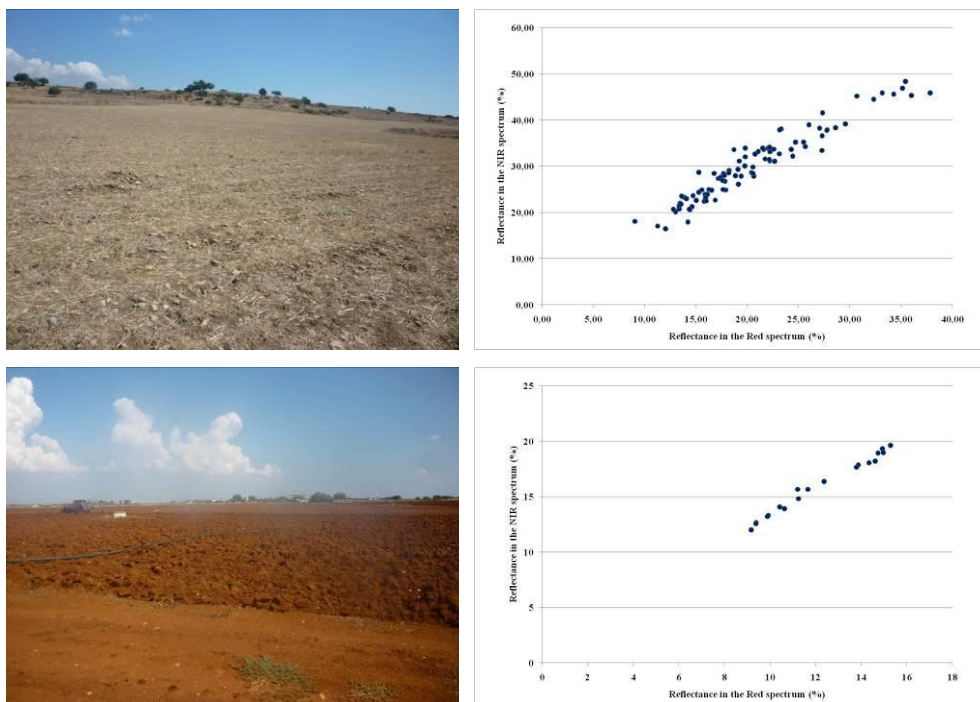 60,00
50,00
40,00
30,00
20,00
10,00
0,00
Reflectance in the NIR spectrum (%)
0,00 5,00 10,00 15,00 20,00 25,00 30,00 35,00 40,00
Reflectance in the Red spectrum (%)
25
20
15
10
5
0
Reflectance in the NIR spectrum (%)
0 2 4 6 8 10 12 14 16 18
Reflectance in the Red spectrum (%)